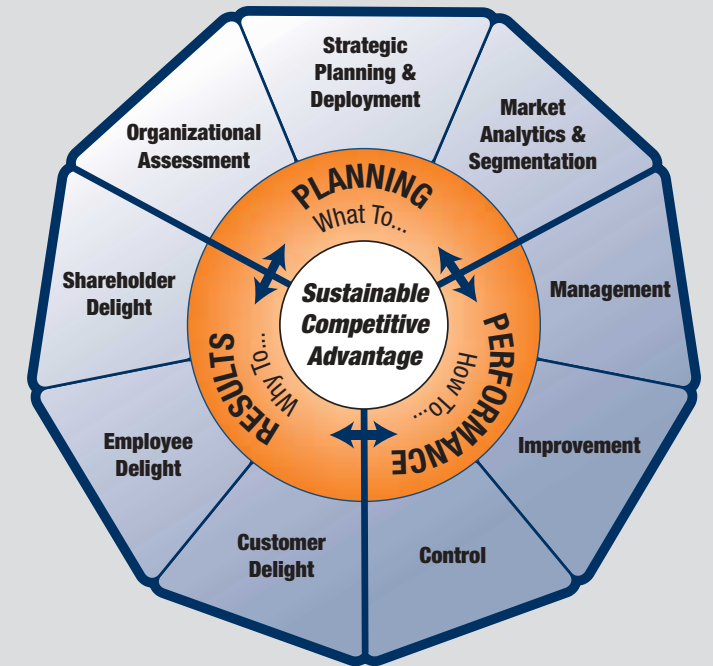 Strategic
Planning &
Deployment
Market
Analytics &
Segmentation
Organizational
Assessment
PLANNING
What To...
Shareholder
Delight
Management
Sustainable
Competitive
Advantage
PERFORMANCE
How To...
RESULTS
Why To...
Employee
Delight
Improvement
Customer
Delight
Control